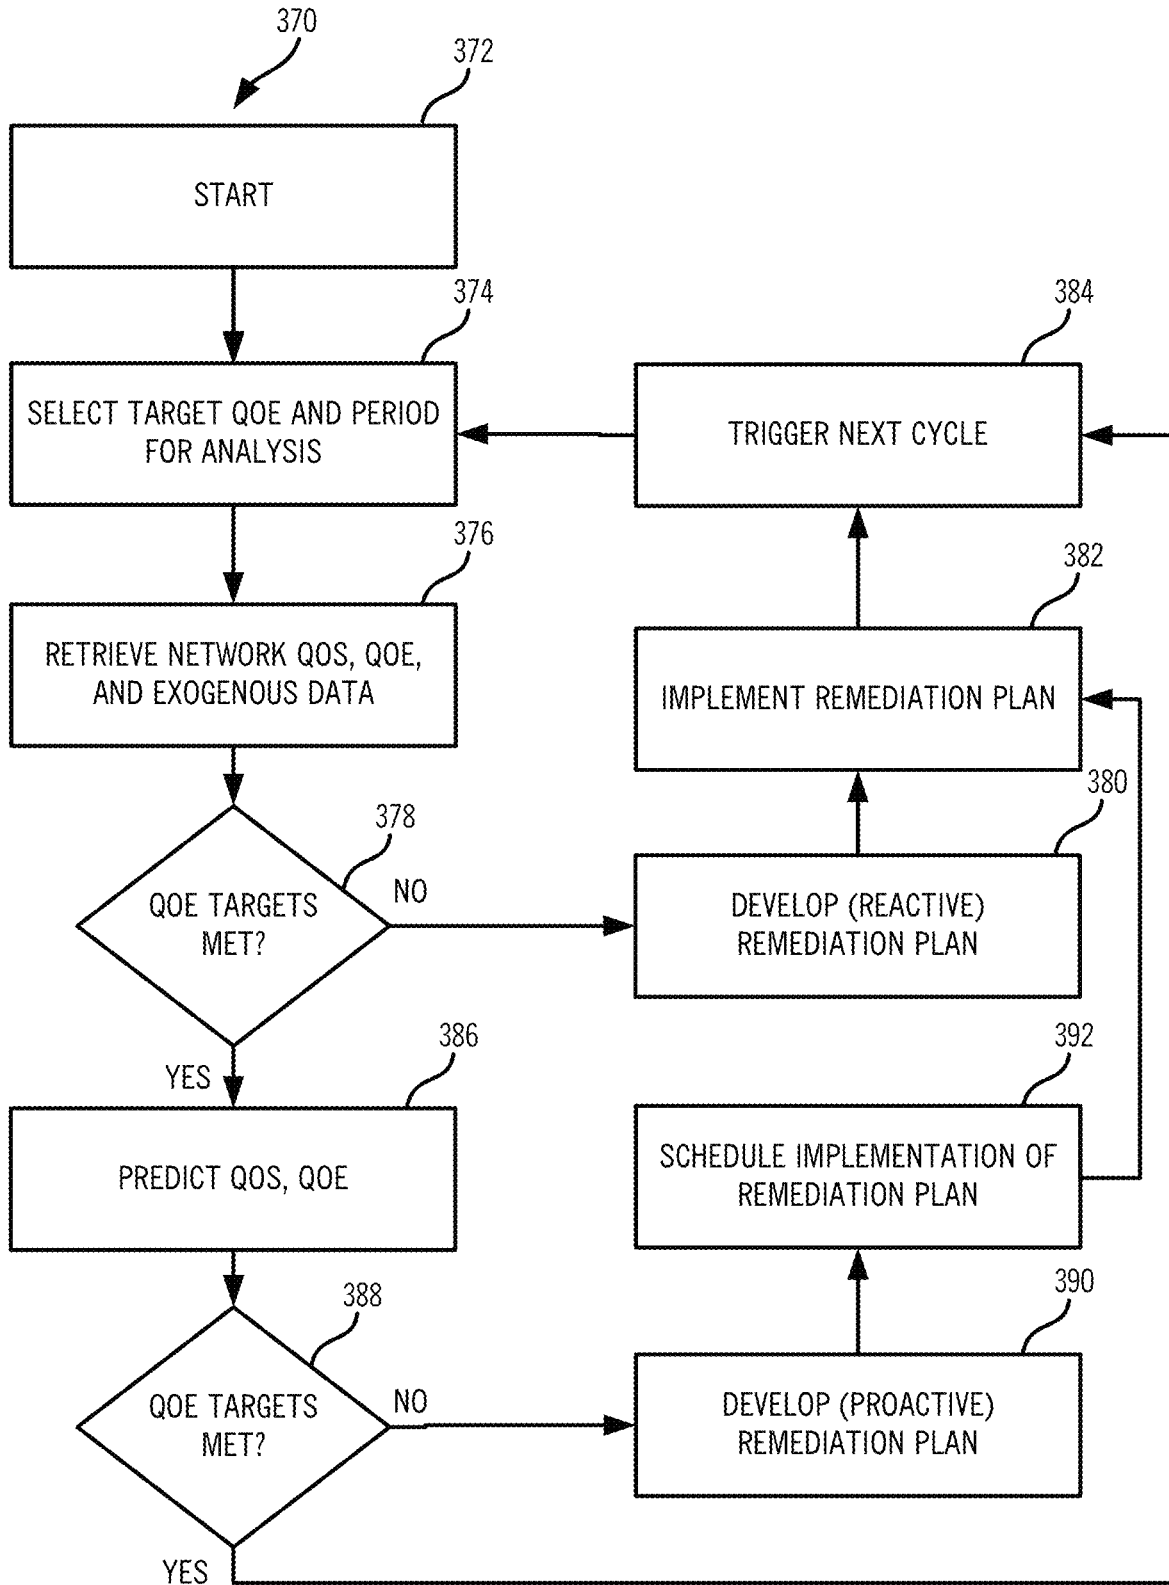 370
372
START
374
SELECT TARGET QOE AND PERIOD
FOR ANALYSIS
384
TRIGGER NEXT CYCLE
376
RETRIEVE NETWORK QOS, QOE,
AND EXOGENOUS DATA
382
IMPLEMENT REMEDIATION PLAN
378
QOE TARGETS
MET?
NO
380
DEVELOP (REACTIVE)
REMEDIATION PLAN
YES
386
PREDICT QOS, QOE
392
SCHEDULE IMPLEMENTATION OF
REMEDIATION PLAN
388
QOE TARGETS
MET?
NO
390
DEVELOP (PROACTIVE)
REMEDIATION PLAN
YES